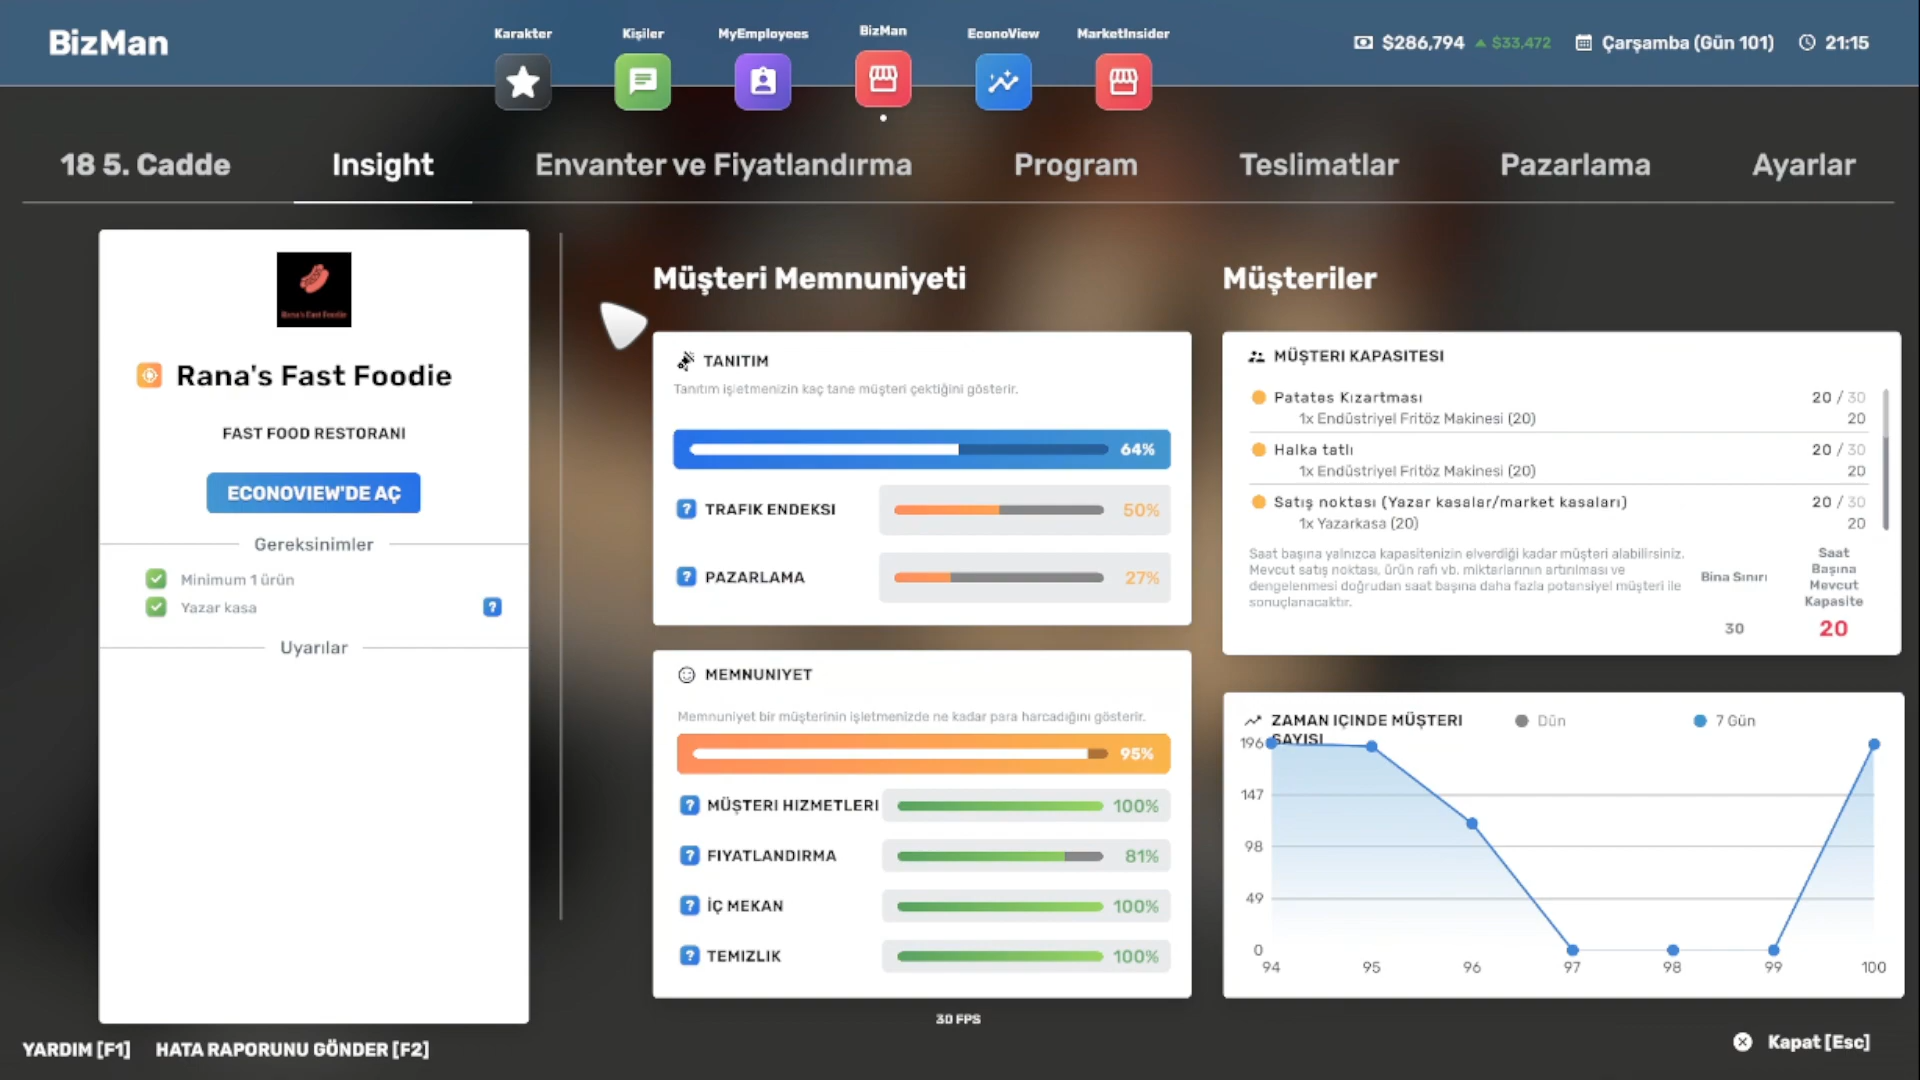 BizMan
Karakter
Kişiler
MyEmployees
BizMan
EconoView
MarketInsider
$286,794
$33,472
Çarşamba (Gün 101)
21:15
18 5. Cadde
Insight
Envanter ve Fiyatlandırma
Program
Teslimatlar
Pazarlama
Ayarlar
Rana's Fast Foodie
Rana's Fast Foodie
FAST FOOD RESTORANI
ECONOVIEW'DE AÇ
Gereksinimler
Minimum 1 ürün
Yazar kasa
?
Uyarılar
Müşteri Memnuniyeti
TANITIM
Tanıtım işletmenizin kaç tane müşteri çektiğini gösterir.
64%
? TRAFIK ENDEKSI 50%
? PAZARLAMA 27%
MEMNUNIYET
Memnuniyet bir müşterinin işletmenizde ne kadar para harcadığını gösterir.
95%
? MÜŞTERI HIZMETLERI 100%
? FIYATLANDIRMA 81%
? İÇ MEKAN 100%
? TEMIZLIK 100%
Müşteriler
MÜŞTERI KAPASITESI
Patates Kızartması 20 / 30
1x Endüstriyel Fritöz Makinesi (20) 20
Halka tatlı 20 / 30
1x Endüstriyel Fritöz Makinesi (20) 20
Satış noktası (Yazar kasalar/market kasaları) 20 / 30
1x Yazarkasa (20) 20
Saat başına yalnızca kapasitenizin elverdiği kadar müşteri alabilirsiniz.
Mevcut satış noktası, ürün rafı vb. miktarlarının artırılması ve
dengelenmesi doğrudan saat başına daha fazla potansiyel müşteri ile
sonuçlanacaktır.
Bina Sınırı
30
Saat
Başına
Mevcut
Kapasite
20
ZAMAN IÇINDE MÜŞTERI
SAYISI
Dün
7 Gün
196
147
98
49
0
94 95 96 97 98 99 100
30 FPS
YARDIM [F1]
HATA RAPORUNU GÖNDER [F2]
Kapat [Esc]